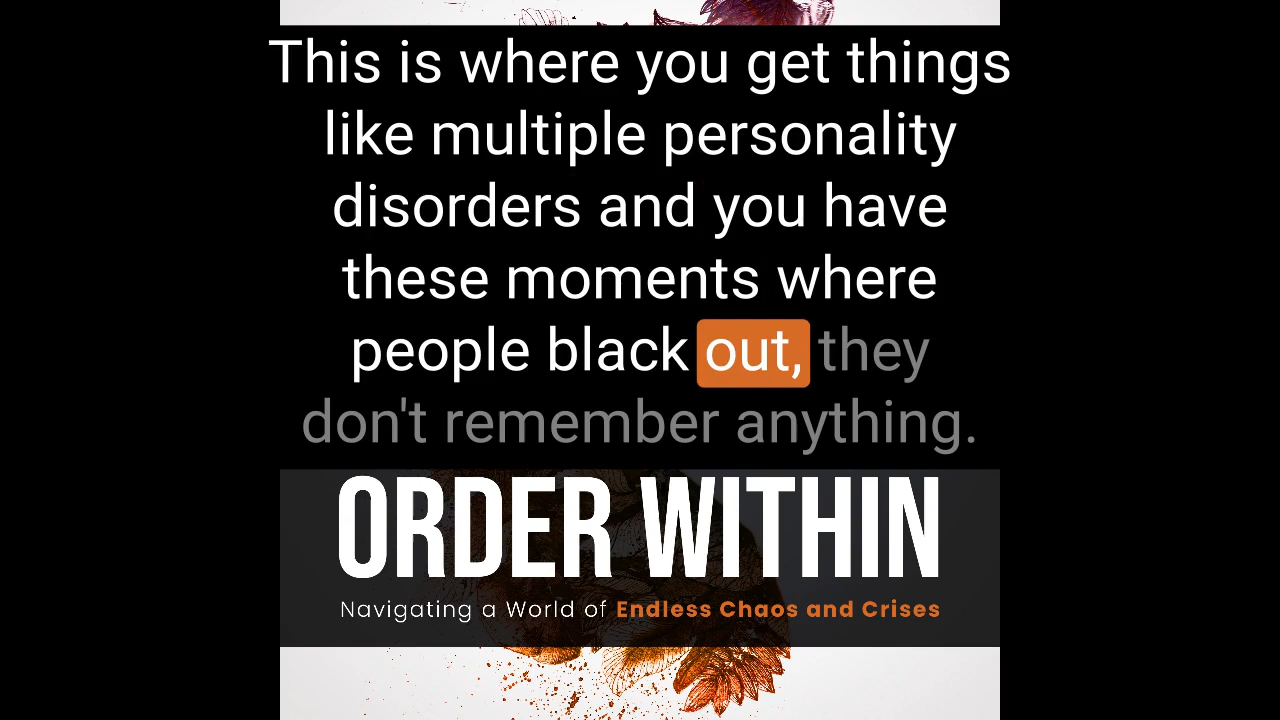 This is where you get things
like multiple personality
disorders and you have
these moments where
people black out, they
don't remember anything.
ORDER WITHIN
Navigating a World of Endless Chaos and Crises